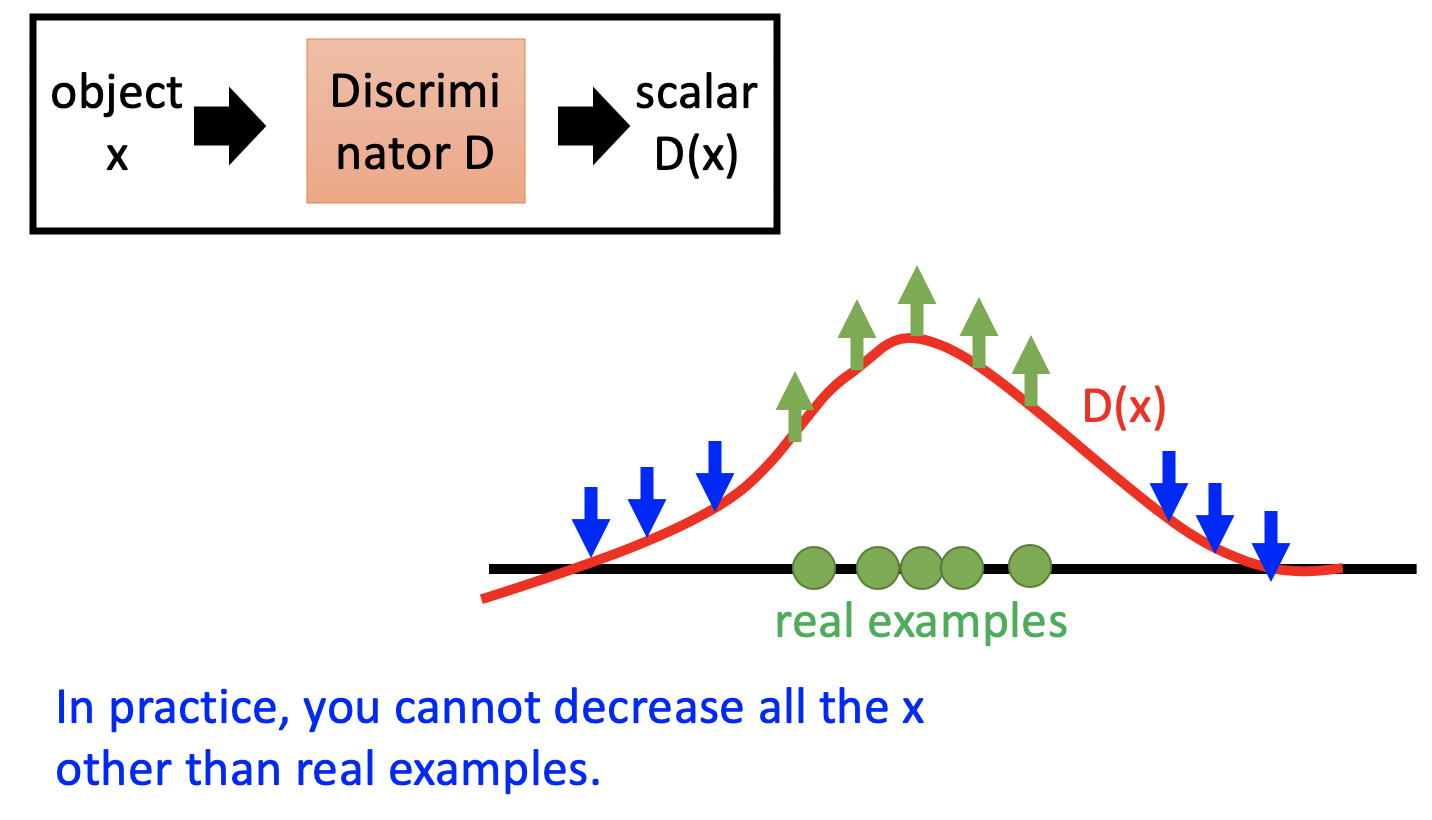 object
x
Discrimi
nator D
scalar
D(x)
D(x)
real examples
In practice, you cannot decrease all the x
other than real examples.